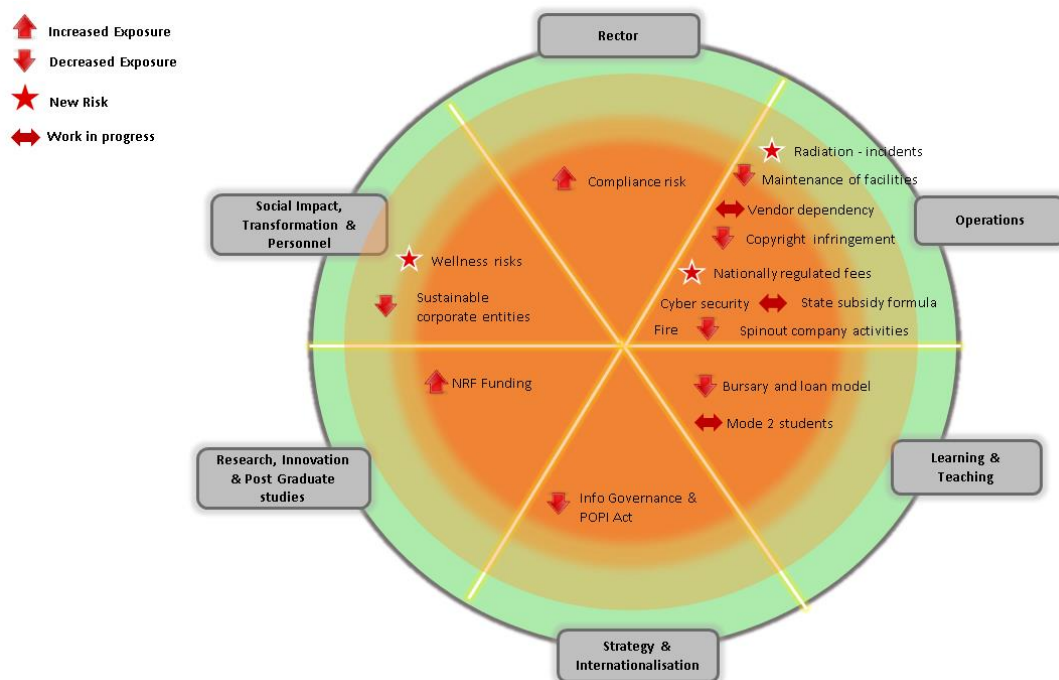 Increased Exposure
Decreased Exposure
New Risk
Work in progress
Rector
Radiation - incidents
Maintenance of facilities
Compliance risk
Vendor dependency
Social Impact,
Transformation &
Personnel
Operations
Copyright infringement
Wellness risks
Nationally regulated fees
Sustainable
corporate entities
Cyber security
State subsidy formula
Fire
Spinout company activities
NRF Funding
Bursary and loan model
Mode 2 students
Research, Innovation
& Post Graduate
studies
Learning &
Teaching
Info Governance &
POPI Act
Strategy &
Internationalisation